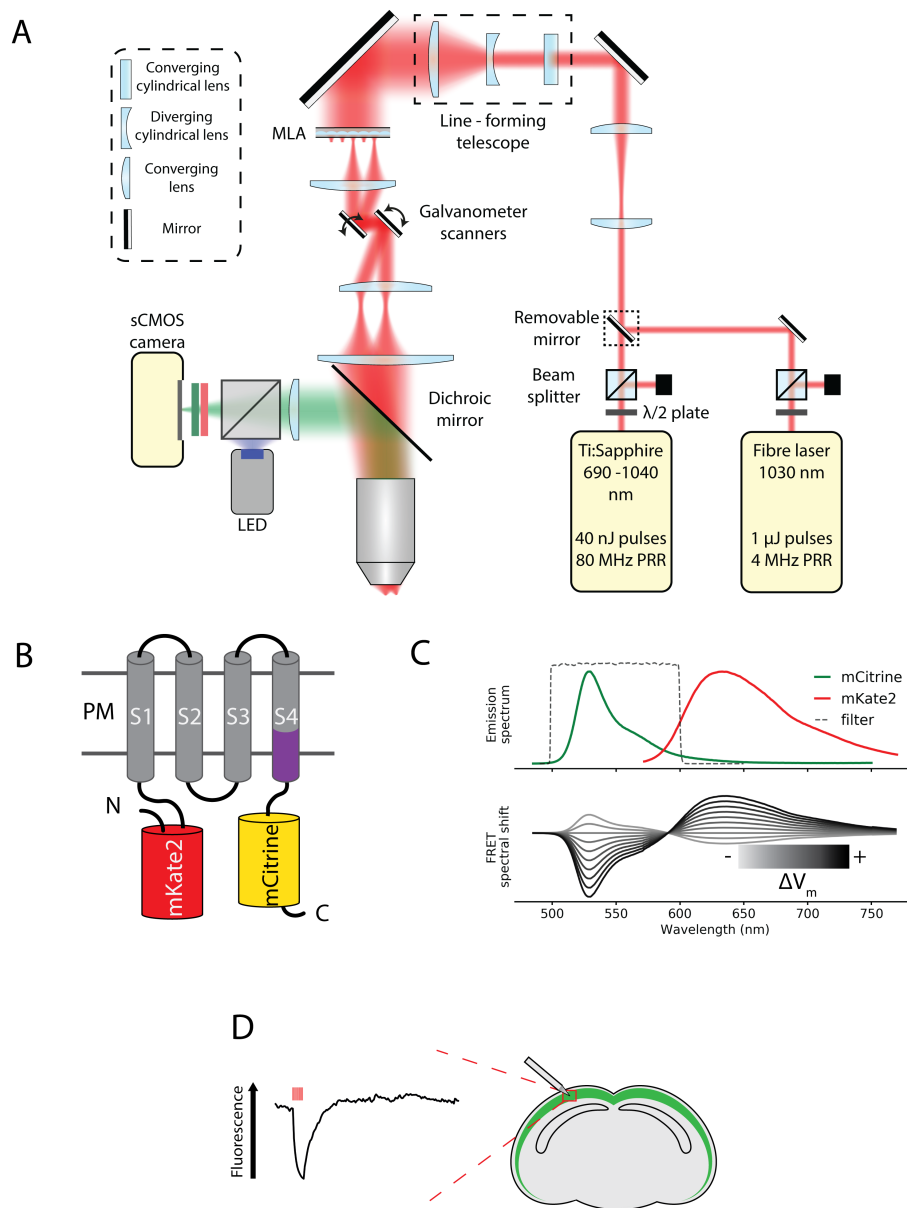 A
Converging
cylindrical lens
Diverging
cylindrical lens
Converging
lens
Mirror
MLA
Line - forming
telescope
Galvanometer
scanners
sCMOS
camera
Removable
mirror
Beam
splitter
λ/2 plate
Dichroic
mirror
LED
Ti:Sapphire
690 -1040
nm
40 nJ pulses
80 MHz PRR
Fibre laser
1030 nm
1 µJ pulses
4 MHz PRR
B
PM
S1
S2
S3
S4
N
mKate2
mCitrine
C
C
Emission
spectrum
mCitrine
mKate2
filter
FRET
spectral shift
-
+
ΔVm
500
550
600
650
700
750
Wavelength (nm)
D
Fluorescence